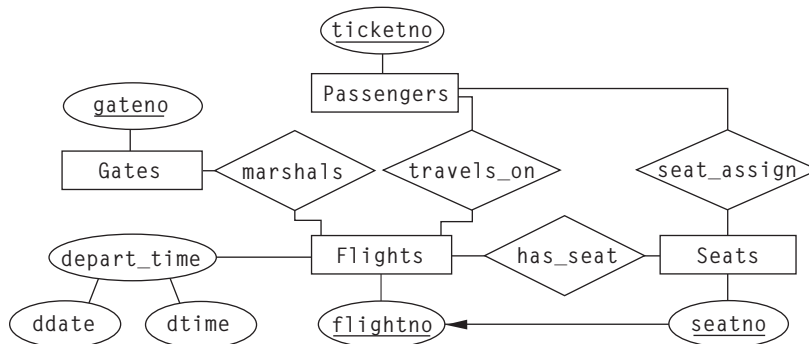 ticketno
Passengers
gateno
Gates
marshals
travels_on
seat_assign
depart_time
Flights
has_seat
Seats
ddate
dtime
flightno
seatno